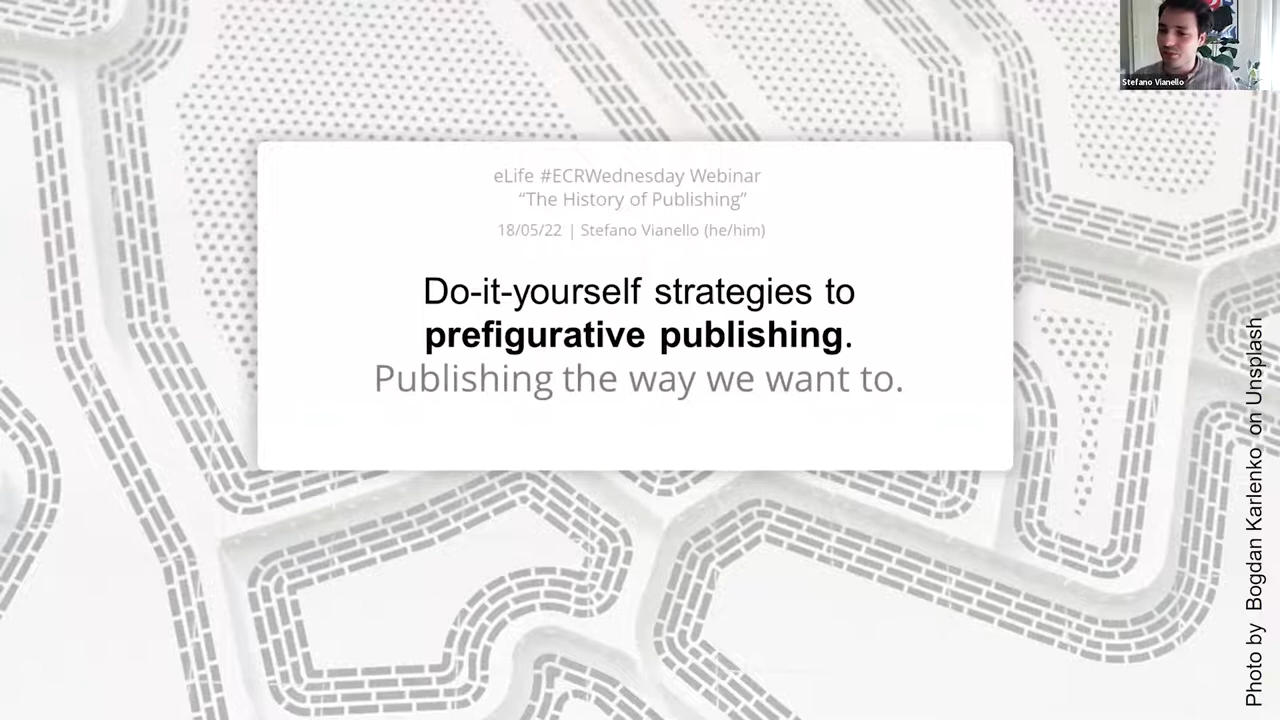 Stefano Vianello
eLife #ECRWednesday Webinar
“The History of Publishing”
18/05/22 | Stefano Vianello (he/him)
Do-it-yourself strategies to
prefigurative publishing.
Publishing the way we want to.
Photo by Bogdan Karlenko on Unsplash